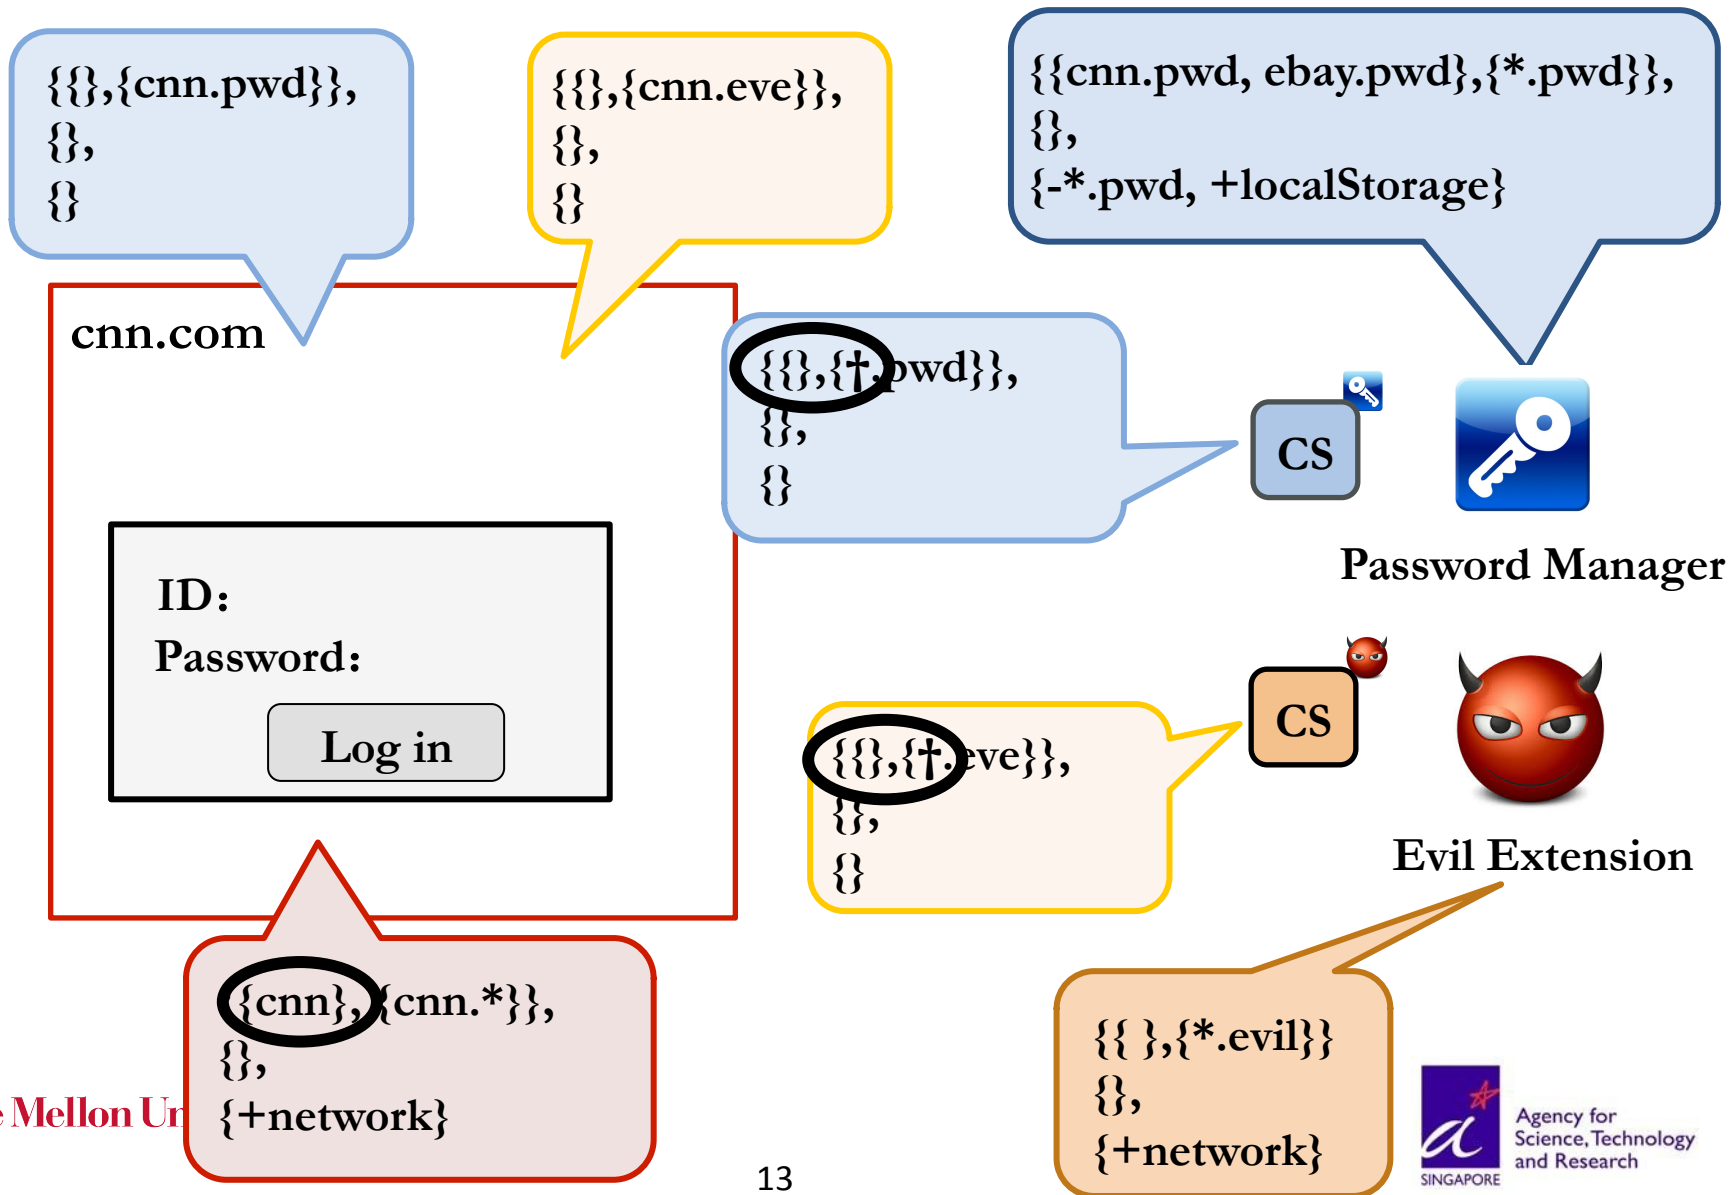 {{},{cnn.pwd}},
{},
{}
{{},{cnn.eve}},
{},
{}
{{cnn.pwd, ebay.pwd},{*.pwd}},
{},
{-*.pwd, +localStorage}
cnn.com
{{},{†.pwd}},
{},
{}
CS
Password Manager
ID:
Password:
Log in
{{},{†.eve}},
{},
{}
CS
Evil Extension
{cnn}, {cnn.*}},
{},
{+network}
{{ },{*.evil}}
{},
{+network}
e Mellon Un
13
Agency for
Science, Technology
and Research
SINGAPORE